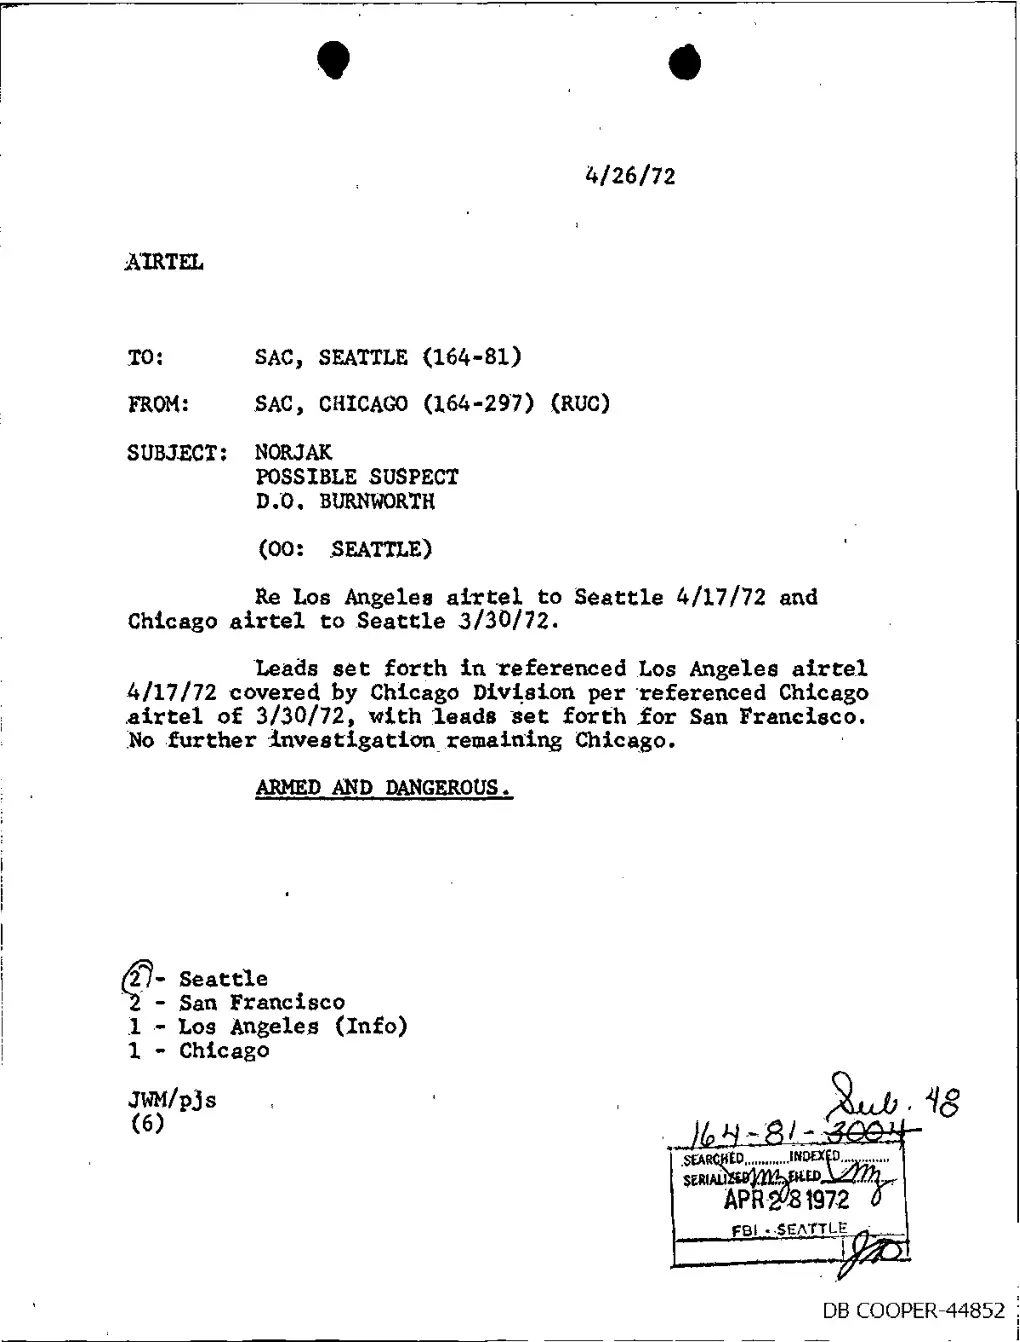 4/26/72
AIRTEL
TO: SAC, SEATTLE (164-81)
FROM: SAC, CHICAGO (164-297) (RUC)
SUBJECT: NORJAK
POSSIBLE SUSPECT
D.O. BURNWORTH
(OO: SEATTLE)
Re Los Angeles airtel to Seattle 4/17/72 and
Chicago airtel to Seattle 3/30/72.
Leads set forth in referenced Los Angeles airtel
4/17/72 covered by Chicago Division per referenced Chicago
airtel of 3/30/72, with leads set forth for San Francisco.
No further investigation remaining Chicago.
ARMED AND DANGEROUS.
2 - Seattle
2 - San Francisco
1 - Los Angeles (Info)
1 - Chicago
JWM/pjs
(6)
Sub. 48
164-81-3004
SEARCHED............INDEXED............
SERIALIZED FILED
APR 28 1972
FBI - SEATTLE
DB COOPER-44852